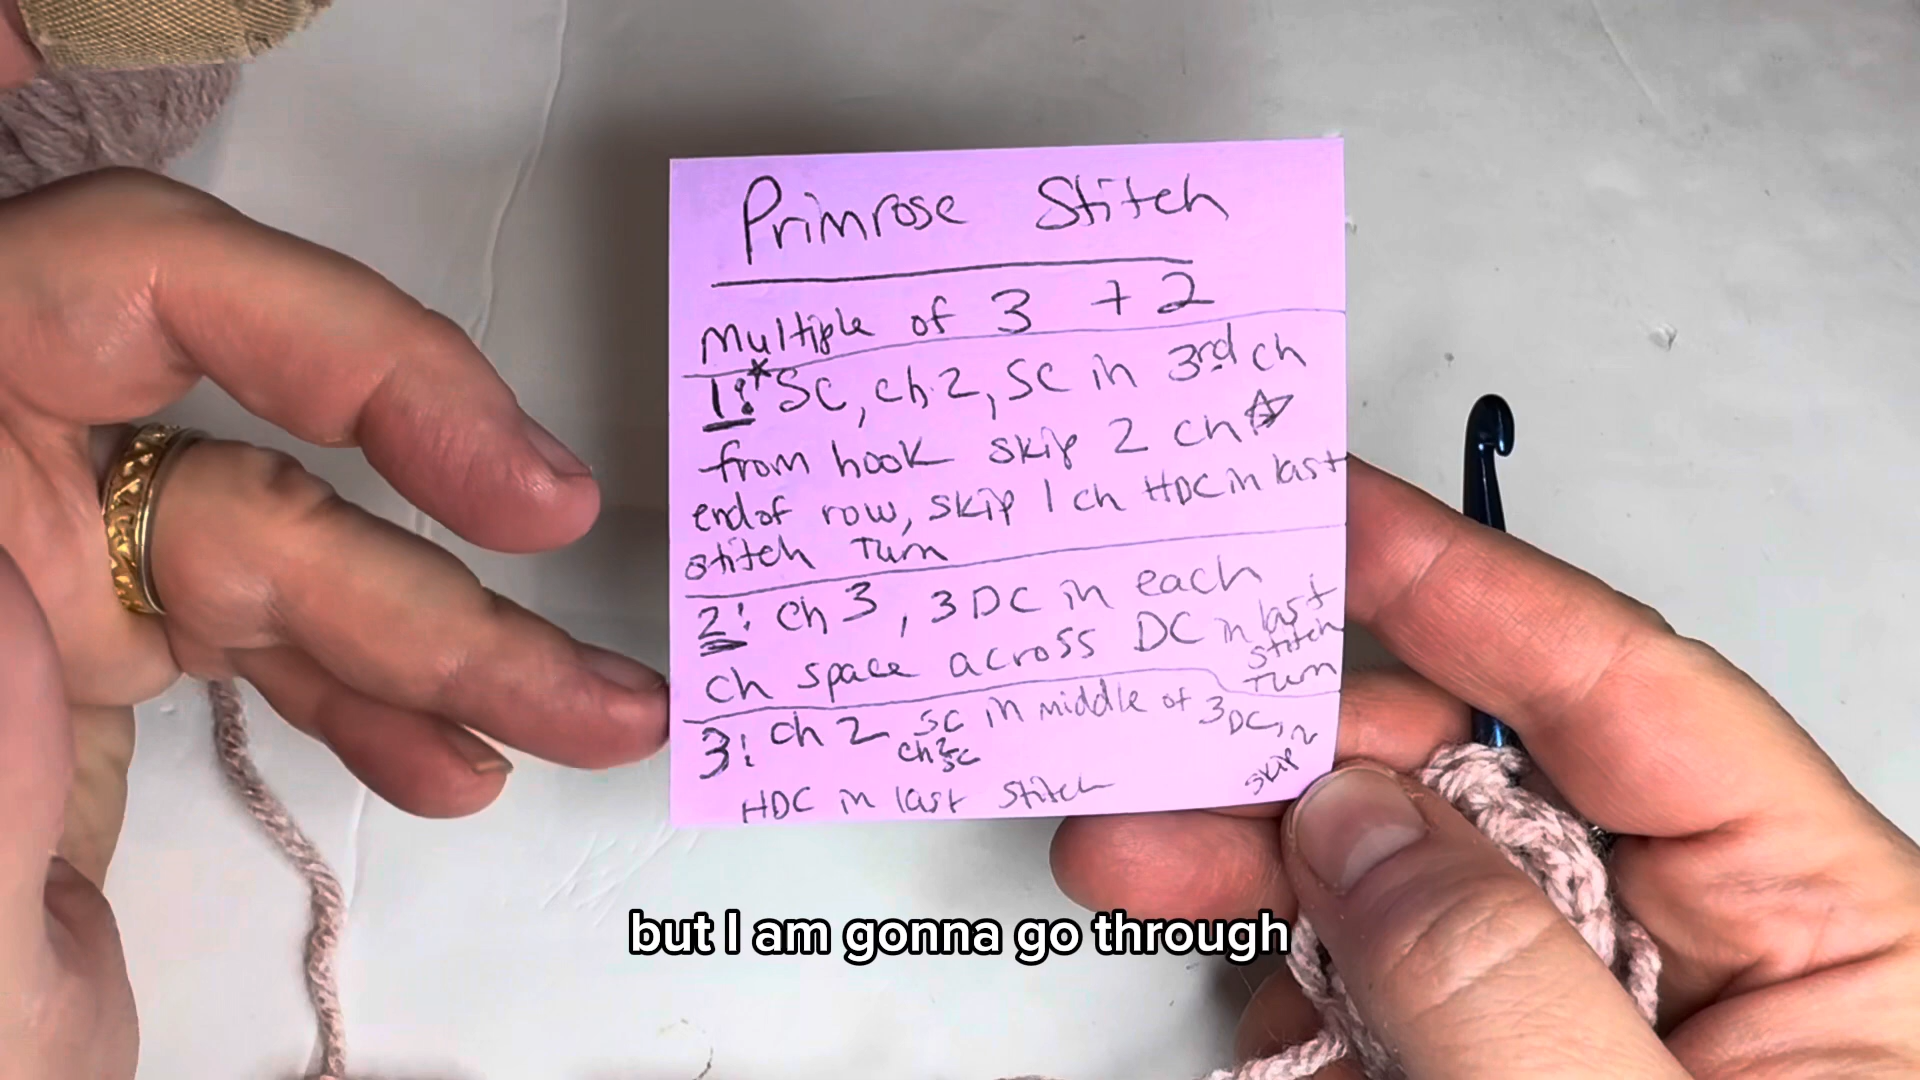 Primrose Stitch
Multiple of 3 + 2
1:* SC, ch 2, SC in 3rd ch
from hook skip 2 ch☆
end of row, skip 1 ch HDC in last
stitch Turn
2: ch 3, 3 DC in each
ch space across DC in last
stitch
Turn
3: ch 2 SC in middle of 3 DC, skip 2
ch 2
SC
HDC in last stitch
but I am gonna go through